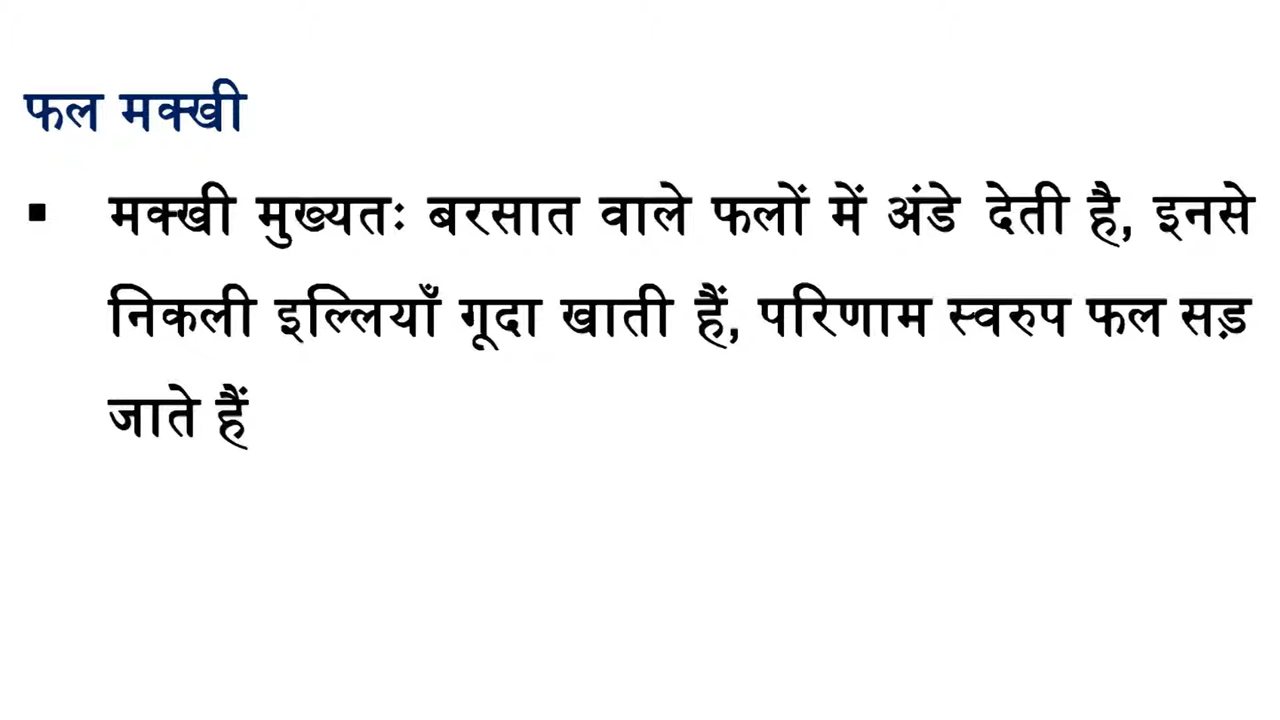 फल मक्खी
▪ मक्खी मुख्यतः बरसात वाले फलों में अंडे देती है, इनसे
निकली इल्लियाँ गूदा खाती हैं, परिणाम स्वरुप फल सड़
जाते हैं